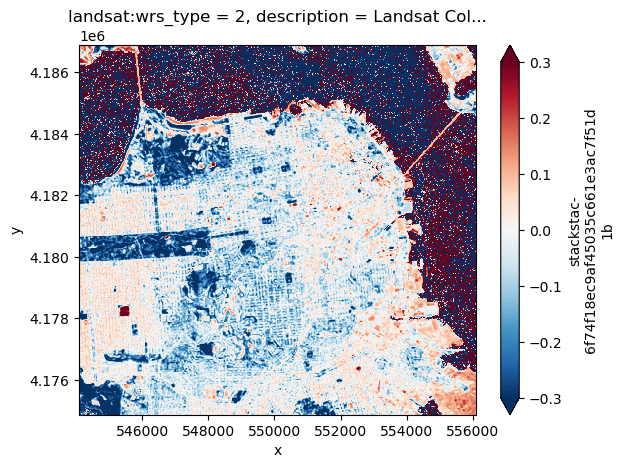 landsat:wrs_type = 2, description = Landsat Col...
1e6
4.186
4.184
4.182
4.180
4.178
4.176
y
546000 548000 550000 552000 554000 556000
x
0.3
0.2
0.1
0.0
−0.1
−0.2
−0.3
stackstac-
6f74f18ec9af45035c661e3ac7f51d
1b